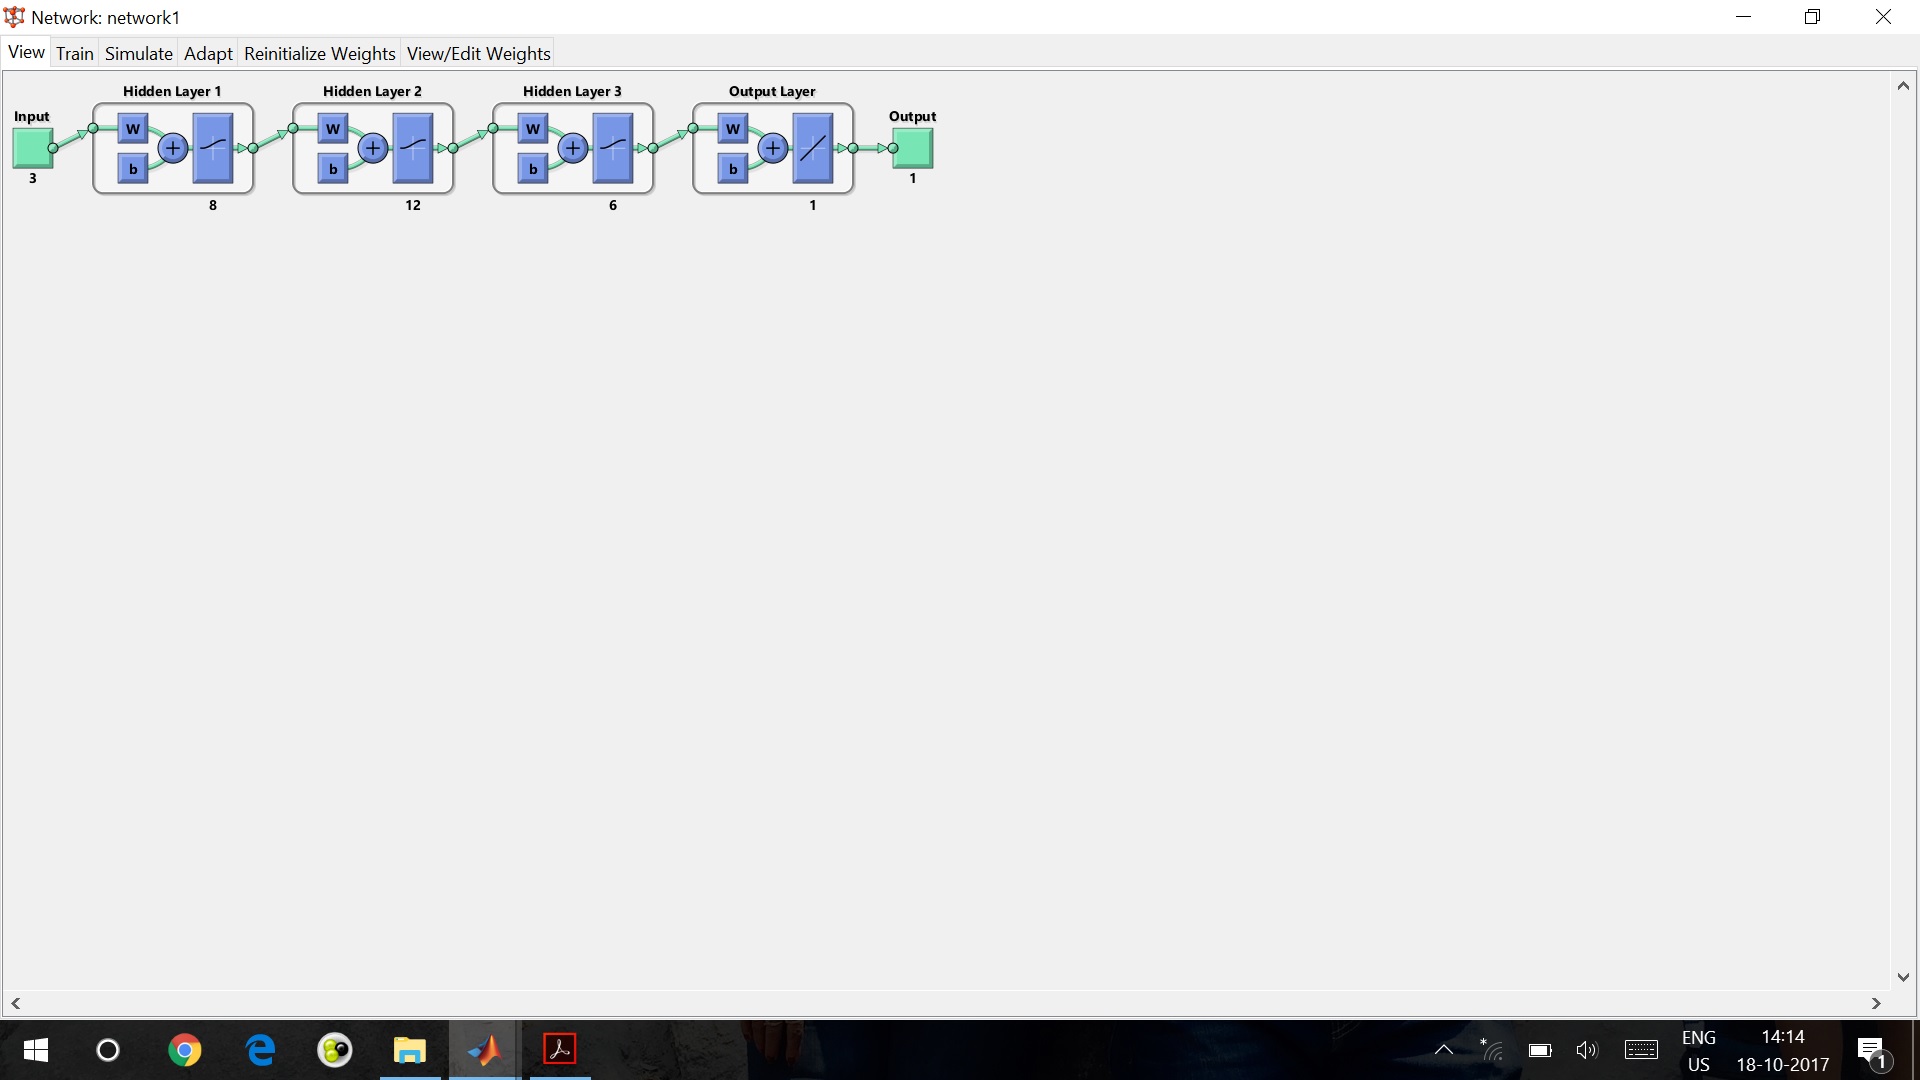 Network: network1
View Train Simulate Adapt Reinitialize Weights View/Edit Weights
Hidden Layer 1 Hidden Layer 2 Hidden Layer 3 Output Layer
Input Output
W W W W
b b b b
3 1
8 12 6 1
ENG 14:14
US 18-10-2017
1